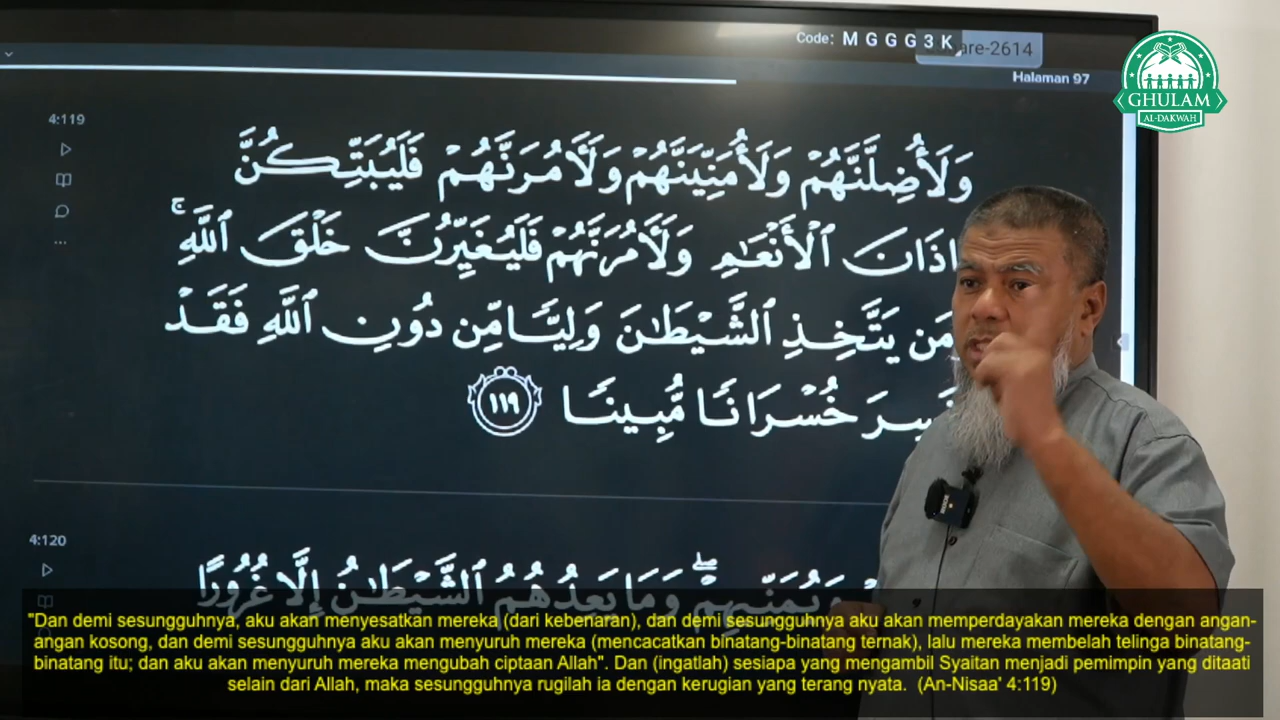 Code: M G G G 3 K
are-2614
Halaman 97
GHULAM
AL-DAKWAH
4:119
وَلَأُضِلَّنَّهُمْ وَلَأُمَنِّيَنَّهُمْ وَلَأَمُرَنَّهُمْ فَلَيُبَتِّكُنَّ
اذَانَ ٱلْأَنْعَٰمِ وَلَأَمُرَنَّهُمْ فَلَيُغَيِّرُنَّ خَلْقَ ٱللَّهِ ۚ
وَمَن يَتَّخِذِ ٱلشَّيْطَٰنَ وَلِيًّا مِّن دُونِ ٱللَّهِ فَقَدْ
خَسِرَ خُسْرَانًا مُّبِينًا ١١٩
4:120
وَيُمَنِّيهِمْ ۖ وَمَا يَعِدُهُمُ ٱلشَّيْطَٰنُ إِلَّا غُرُورًا
"Dan demi sesungguhnya, aku akan menyesatkan mereka (dari kebenaran), dan demi sesungguhnya aku akan memperdayakan mereka dengan angan-
angan kosong, dan demi sesungguhnya aku akan menyuruh mereka (mencacatkan binatang-binatang ternak), lalu mereka membelah telinga binatang-
binatang itu; dan aku akan menyuruh mereka mengubah ciptaan Allah". Dan (ingatlah) sesiapa yang mengambil Syaitan menjadi pemimpin yang ditaati
selain dari Allah, maka sesungguhnya rugilah ia dengan kerugian yang terang nyata. (An-Nisaa' 4:119)